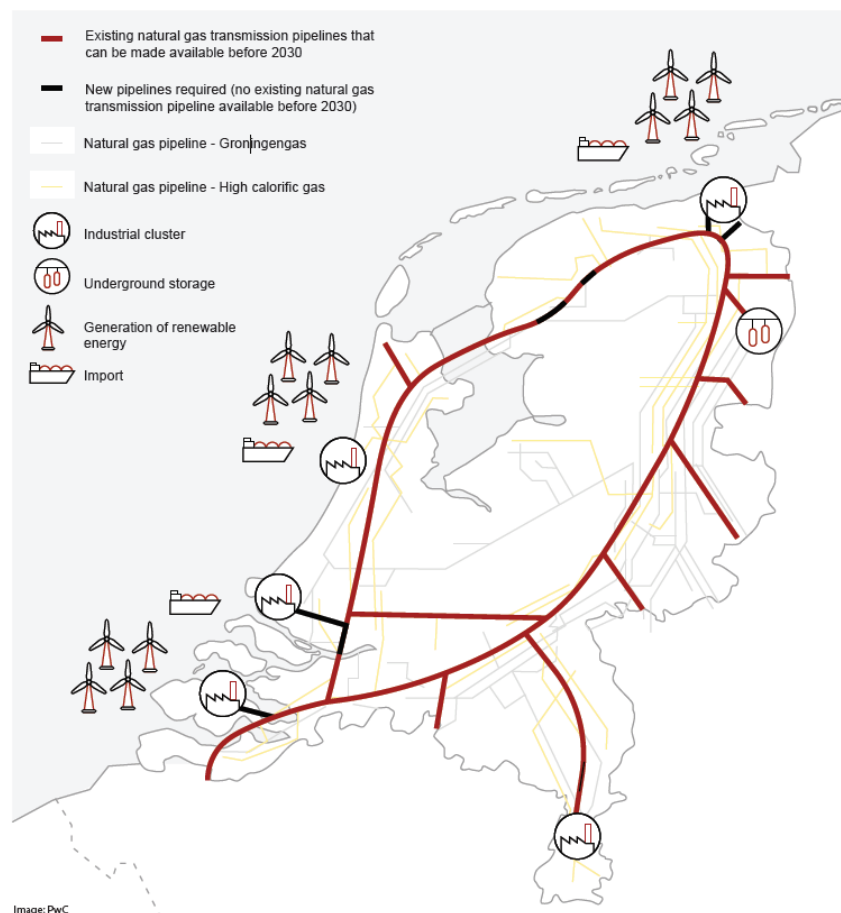 Existing natural gas transmission pipelines that
can be made available before 2030
New pipelines required (no existing natural gas
transmission pipeline available before 2030)
Natural gas pipeline - Groningengas
Natural gas pipeline - High calorific gas
Industrial cluster
Underground storage
Generation of renewable
energy
Import
Image: PwC